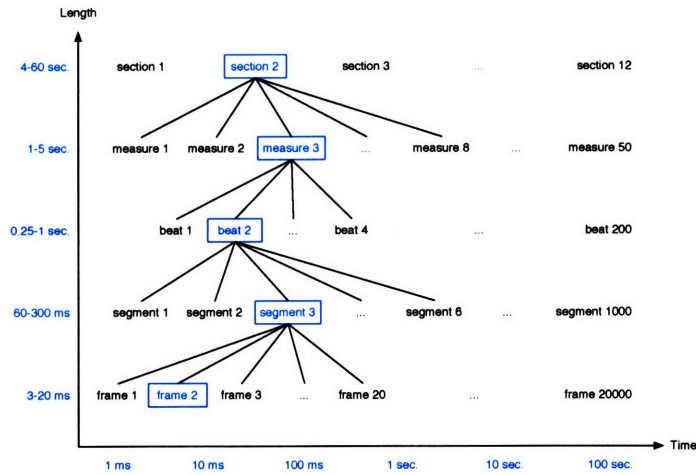 Length
4-60 sec. section 1 section 2 section 3 ... section 12
1-5 sec. measure 1 measure 2 measure 3 ... measure 8 ... measure 50
0.25-1 sec. beat 1 beat 2 ... beat 4 ... beat 200
60-300 ms segment 1 segment 2 segment 3 ... segment 6 ... segment 1000
3-20 ms frame 1 frame 2 frame 3 ... frame 20 ... frame 20000
Time
1 ms 10 ms 100 ms 1 sec. 10 sec. 100 sec.